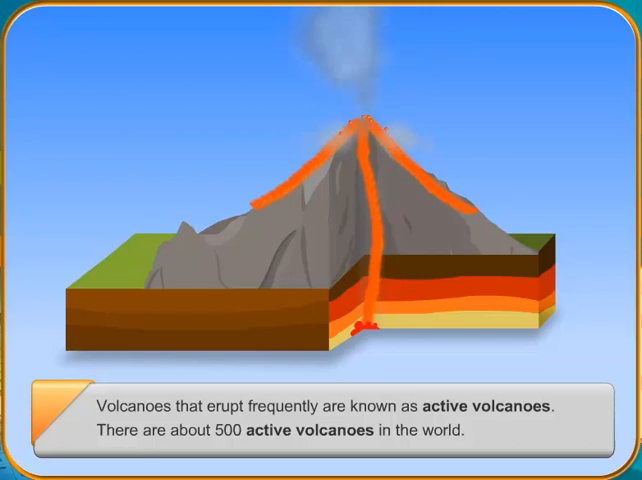 Volcanoes that erupt frequently are known as active volcanoes.
There are about 500 active volcanoes in the world.